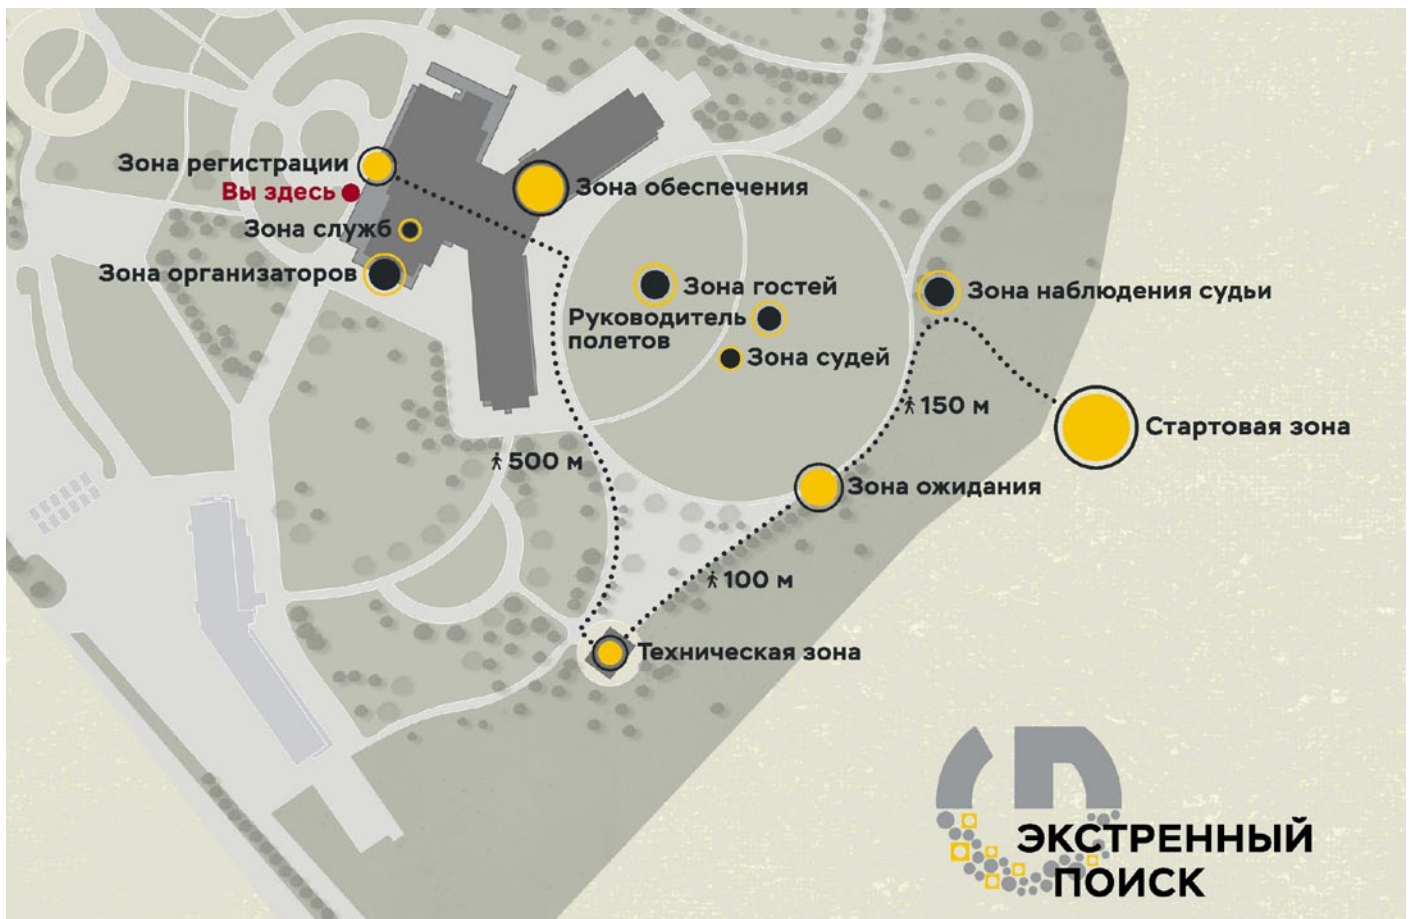 Зона регистрации
Вы здесь
Зона обеспечения
Зона служб
Зона организаторов
Зона гостей
Зона наблюдения судьи
Руководитель
полетов
Зона судей
150 м
Стартовая зона
500 м
Зона ожидания
100 м
Техническая зона
ЭКСТРЕННЫЙ
ПОИСК